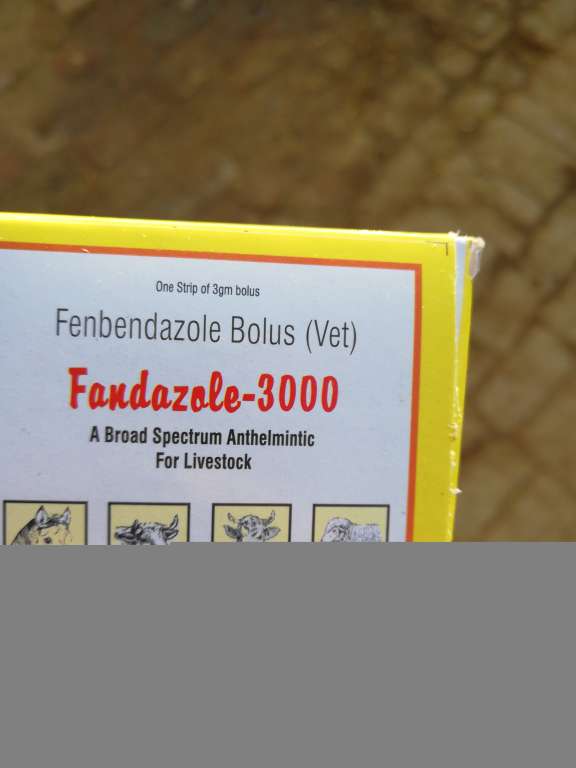 One Strip of 3gm bolus
Fenbendazole Bolus (Vet)
Fandazole-3000
A Broad Spectrum Anthelmintic
For Livestock